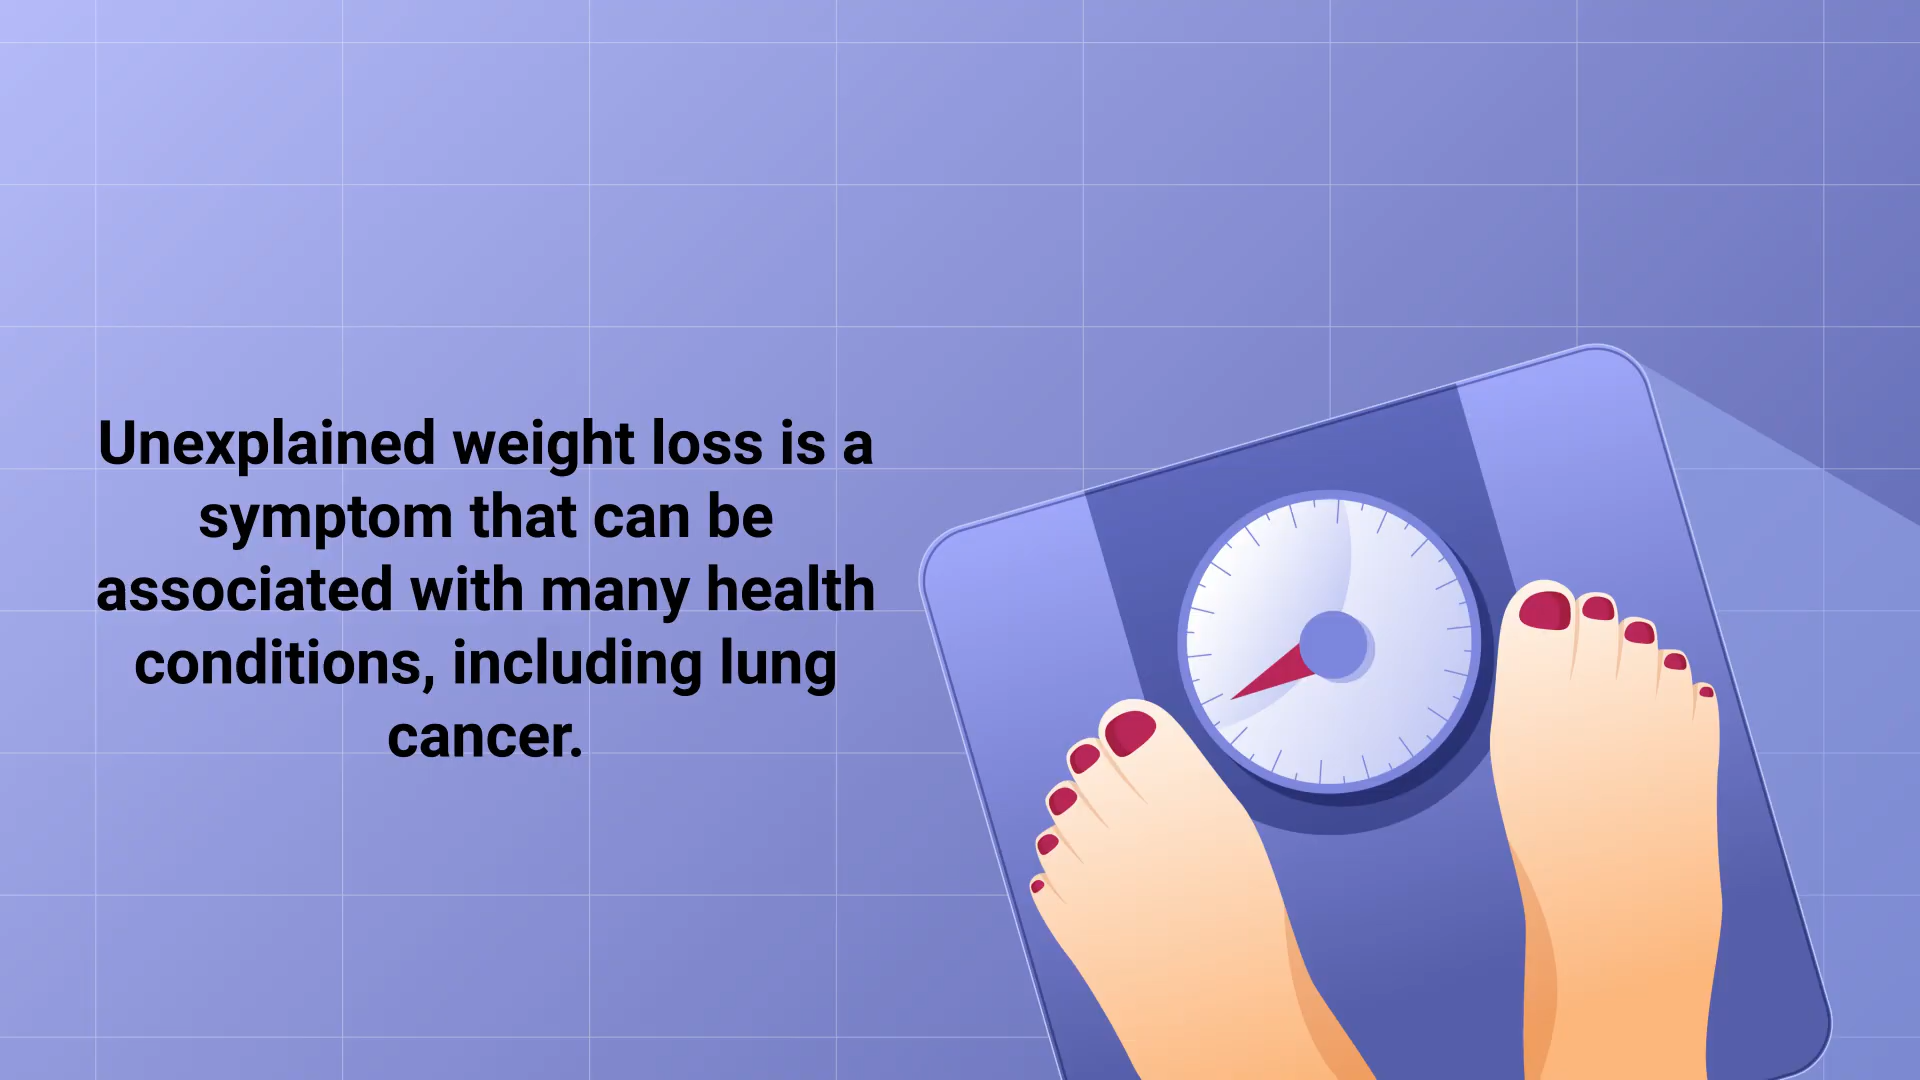 Unexplained weight loss is a
symptom that can be
associated with many health
conditions, including lung
cancer.